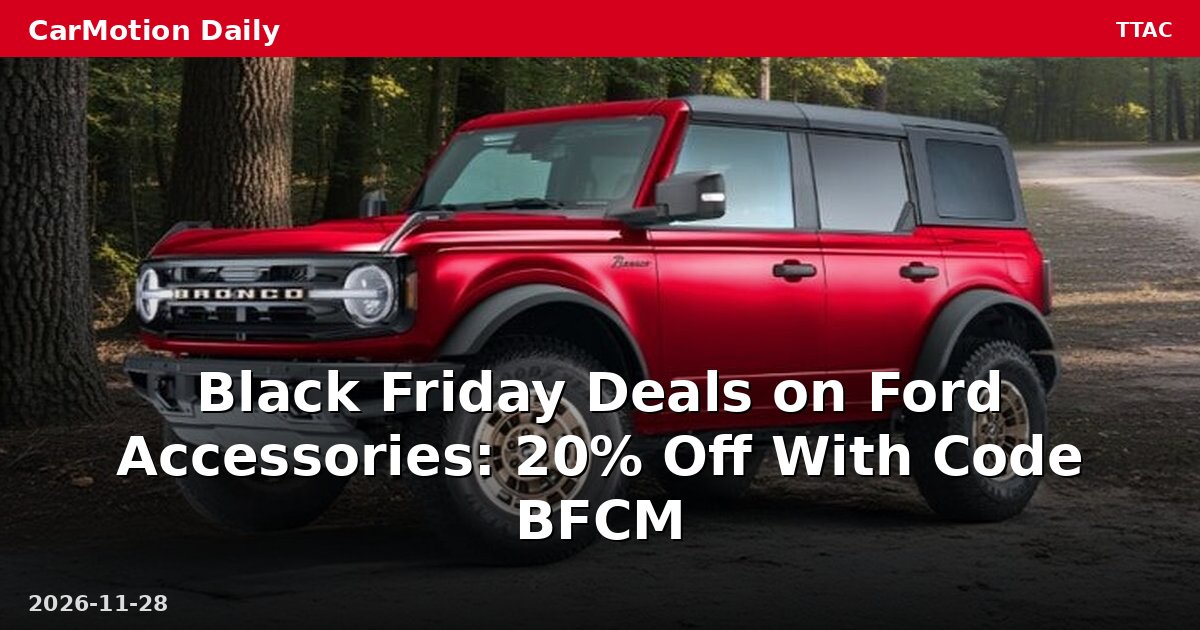 CarMotion Daily
TTAC
BRONCO
Bronco
Black Friday Deals on Ford
Accessories: 20% Off With Code
BFCM
2026-11-28